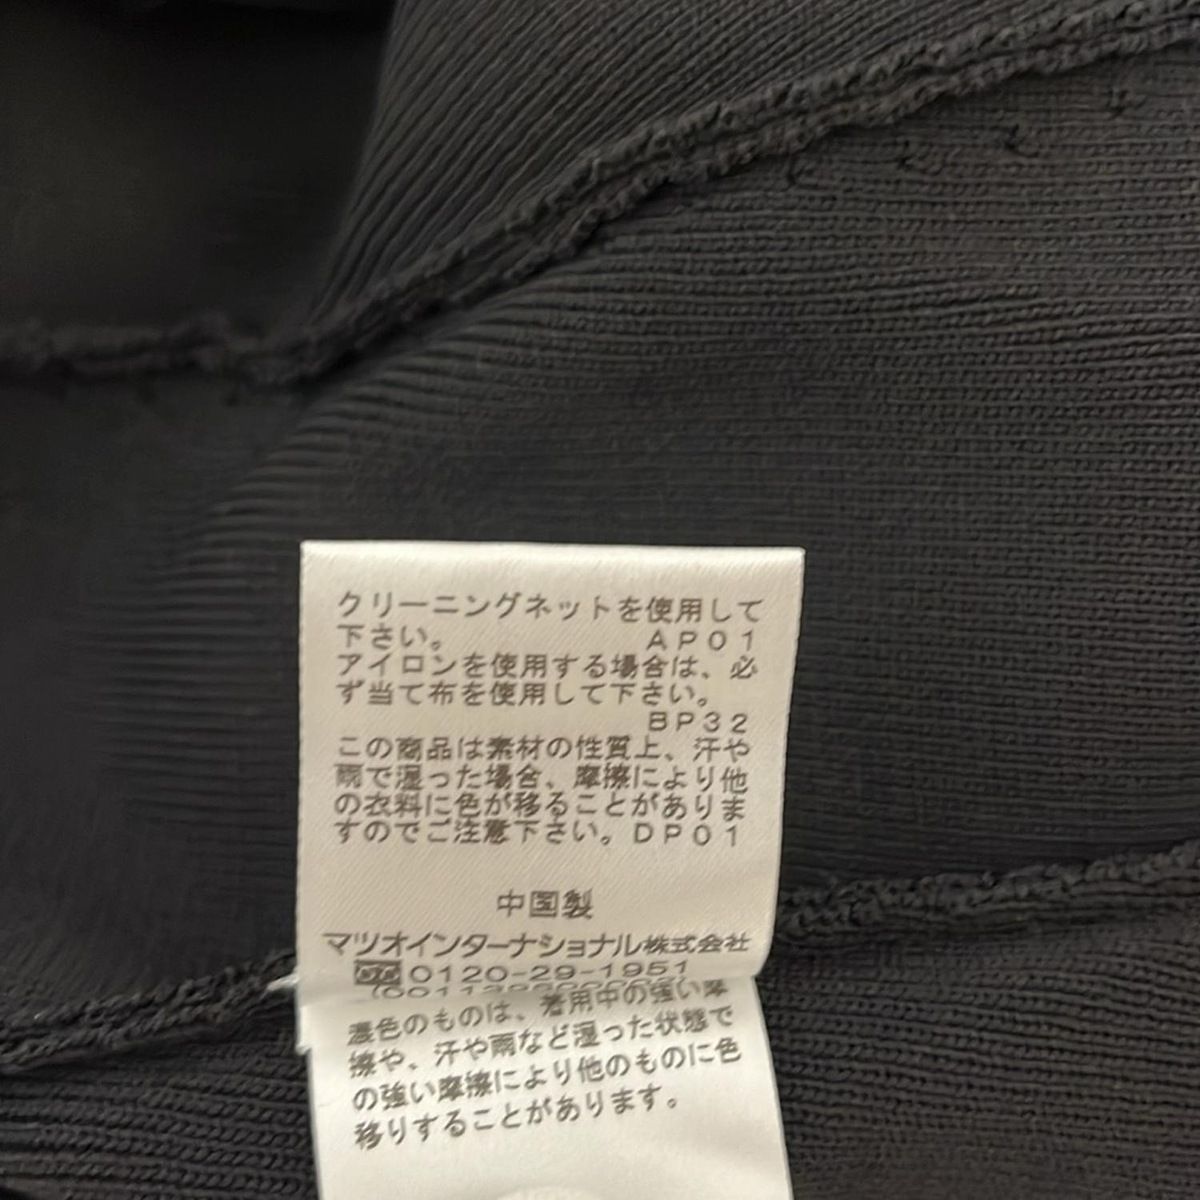 クリーニングネットを使用して
下さい。 AP01
アイロンを使用する場合は、必
ず当て布を使用して下さい。
BP32
この商品は素材の性質上、汗や
雨で湿った場合、摩擦により他
の衣料に色が移ることがありま
すのでご注意下さい。DP01
中国製
マツオインターナショナル株式会社
0120-29-1951
濃色のものは、着用中の強い摩
擦や、汗や雨など湿った状態で
の強い摩擦により他のものに色
移りすることがあります。